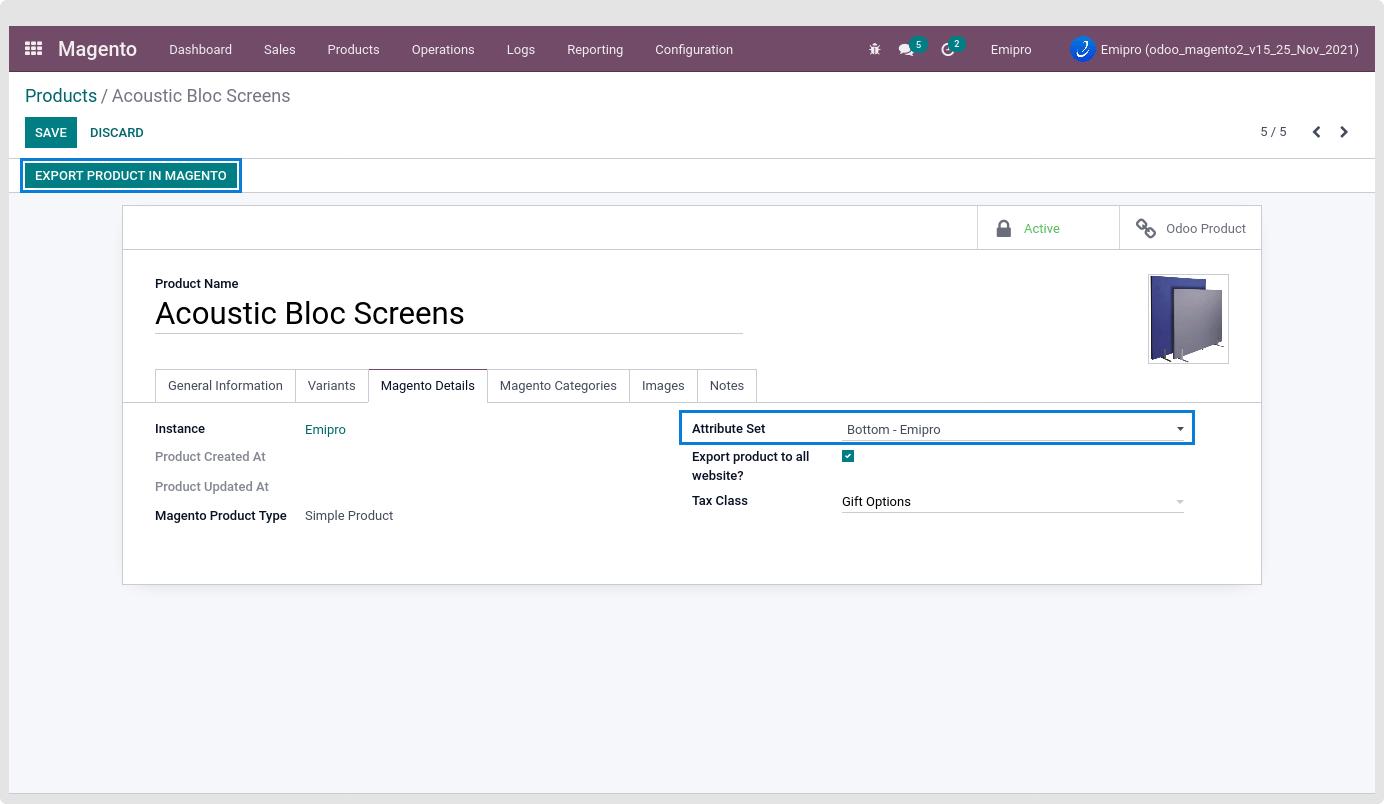 Magento Dashboard Sales Products Operations Logs Reporting Configuration 5 2 Emipro Emipro (odoo_magento2_v15_25_Nov_2021)
Products / Acoustic Bloc Screens
SAVE DISCARD 5 / 5
EXPORT PRODUCT IN MAGENTO
Active Odoo Product
Product Name
Acoustic Bloc Screens
General Information Variants Magento Details Magento Categories Images Notes
Instance Emipro
Product Created At
Product Updated At
Magento Product Type Simple Product
Attribute Set Bottom - Emipro
Export product to all
website?
Tax Class Gift Options